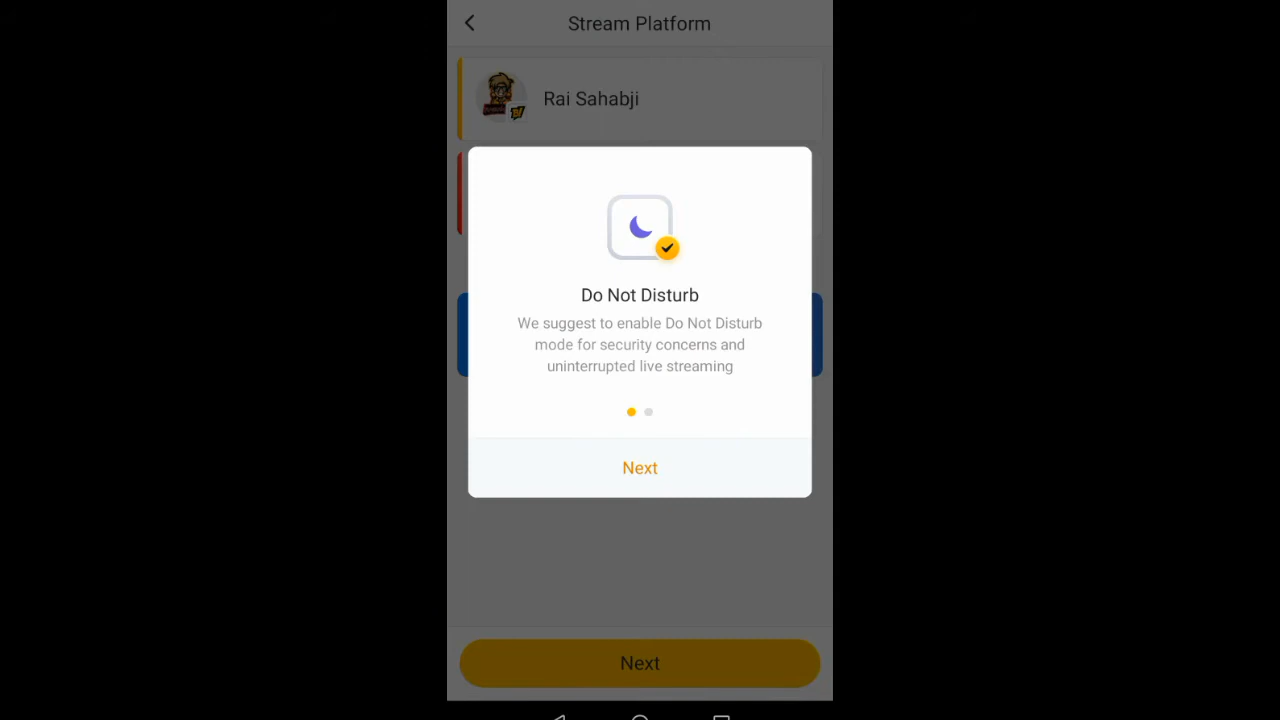 Stream Platform
Rai Sahabji
Do Not Disturb
We suggest to enable Do Not Disturb
mode for security concerns and
uninterrupted live streaming
Next
Next